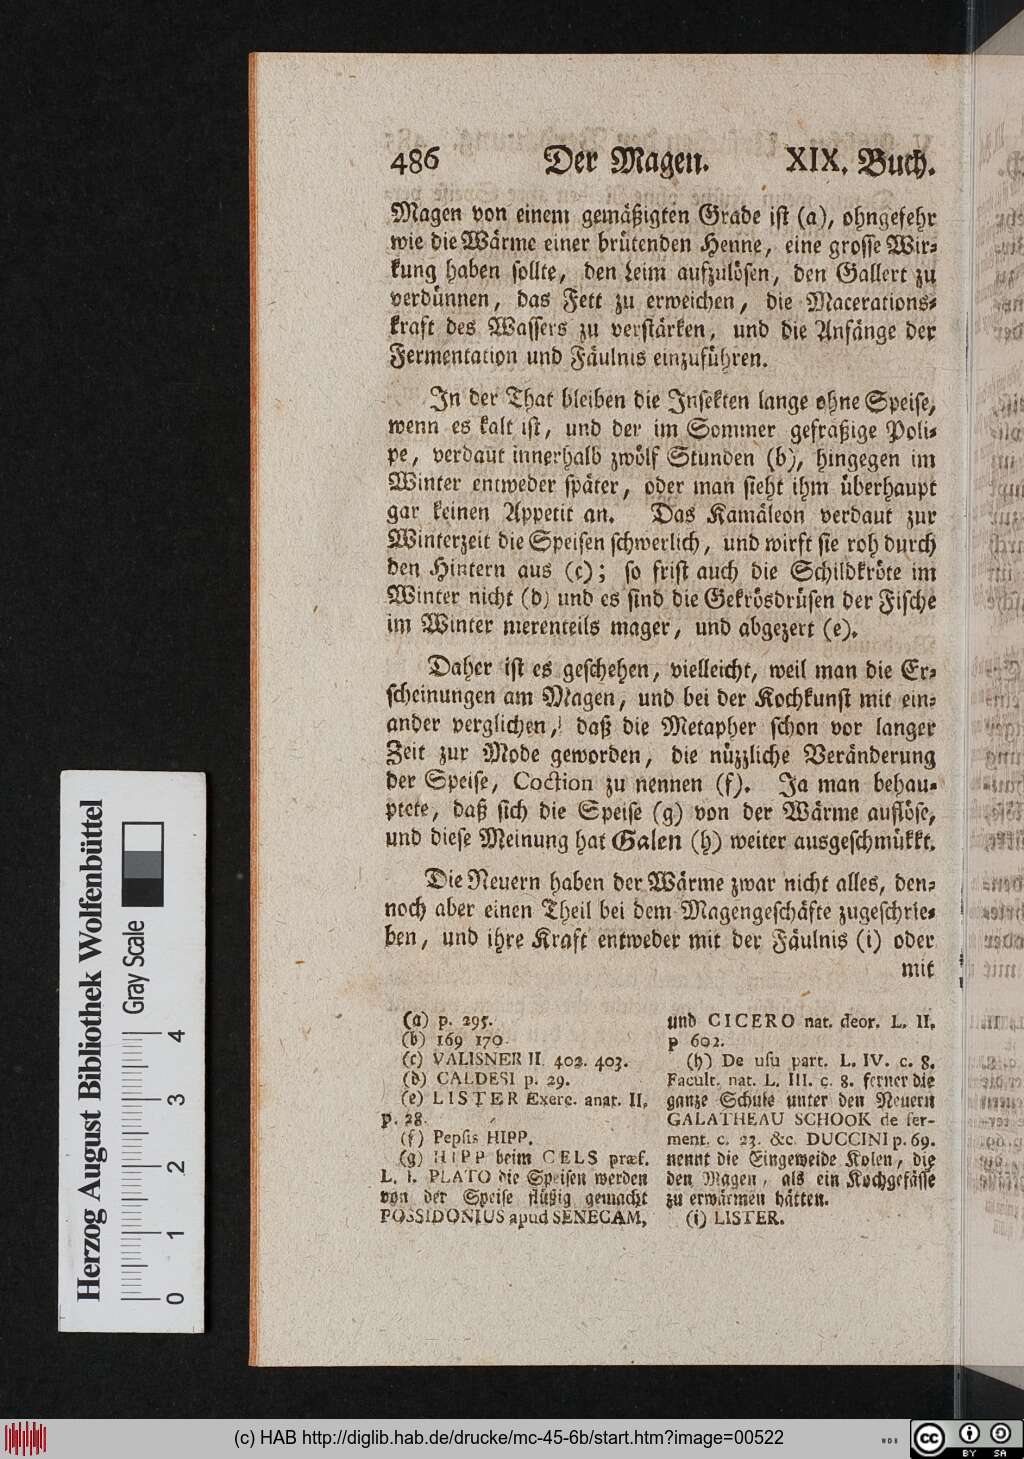 486 Der Magen. XIX. Buch.
Magen von einem gemäßigten Grade ist (a), ohngefehr
wie die Wärme einer brütenden Henne, eine grosse Wir⸗
kung haben sollte, den Leim aufzulösen, den Gallert zu
verdünnen, das Fett zu erweichen, die Macerations⸗
kraft des Wassers zu verstärken, und die Anfänge der
Fermentation und Fäulnis einzuführen.
In der That bleiben die Insekten lange ohne Speise,
wenn es kalt ist, und der im Sommer gefräßige Poli⸗
pe, verdaut innerhalb zwölf Stunden (b), hingegen im
Winter entweder später, oder man sieht ihm überhaupt
gar keinen Appetit an. Das Kamäleon verdaut zur
Winterzeit die Speisen schwerlich, und wirft sie roh durch
den Hintern aus (c); so frist auch die Schildkröte im
Winter nicht (d) und es sind die Gekrösdrüsen der Fische
im Winter merenteils mager, und abgezert (e).
Daher ist es geschehen, vielleicht, weil man die Er⸗
scheinungen am Magen, und bei der Kochkunst mit ein⸗
ander verglichen, daß die Metapher schon vor langer
Zeit zur Mode geworden, die nüzzliche Veränderung
der Speise, Coction zu nennen (f). Ja man behau⸗
ptete, daß sich die Speise (g) von der Wärme auflöse,
und diese Meinung hat Galen (h) weiter ausgeschmükkt.
Die Neuern haben der Wärme zwar nicht alles, den⸗
noch aber einen Theil bei dem Magengeschäfte zugeschrie⸗
ben, und ihre Kraft entweder mit der Fäulnis (i) oder
mit
(a) p. 295.
(b) 169 170.
(c) VALISNER II. 402. 403.
(d) CALDESI p. 29.
(e) LISTER Exerc. anat. II.
p. 28.
(f) Pepsis HIPP.
(g) HIPP beim CELS præf.
L. I. PLATO die Speisen werden
von der Speise flüßig gemacht
POSSIDONIUS apud SENECAM,
und CICERO nat. deor. L. II.
p 602.
(h) De usu part. L. IV. c. 8.
Facult. nat. L. III. c. 8. ferner die
ganze Schule unter den Neuern
GALATHEAU SCHOOK de fer-
ment. c. 23. &c. DUCCINI p. 69.
nennt die Eingeweide Kolen, die
den Magen, als ein Kochgefässe
zu erwärmen hätten.
(i) LISTER.
Herzog August Bibliothek Wolfenbüttel
Gray Scale
0 1 2 3 4
(c) HAB http://diglib.hab.de/drucke/mc-45-6b/start.htm?image=00522
WDB
cc BY SA